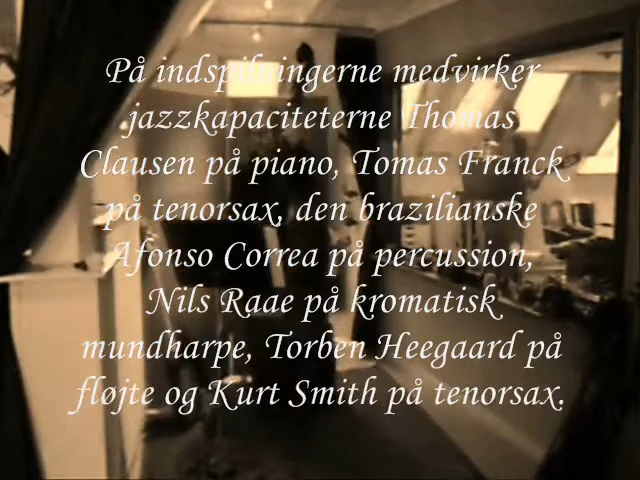 På indspilningerne medvirker
jazzkapaciteterne Thomas
Clausen på piano, Tomas Franck
på tenorsax, den brazilianske
Afonso Correa på percussion,
Nils Raae på kromatisk
mundharpe, Torben Heegaard på
fløjte og Kurt Smith på tenorsax.